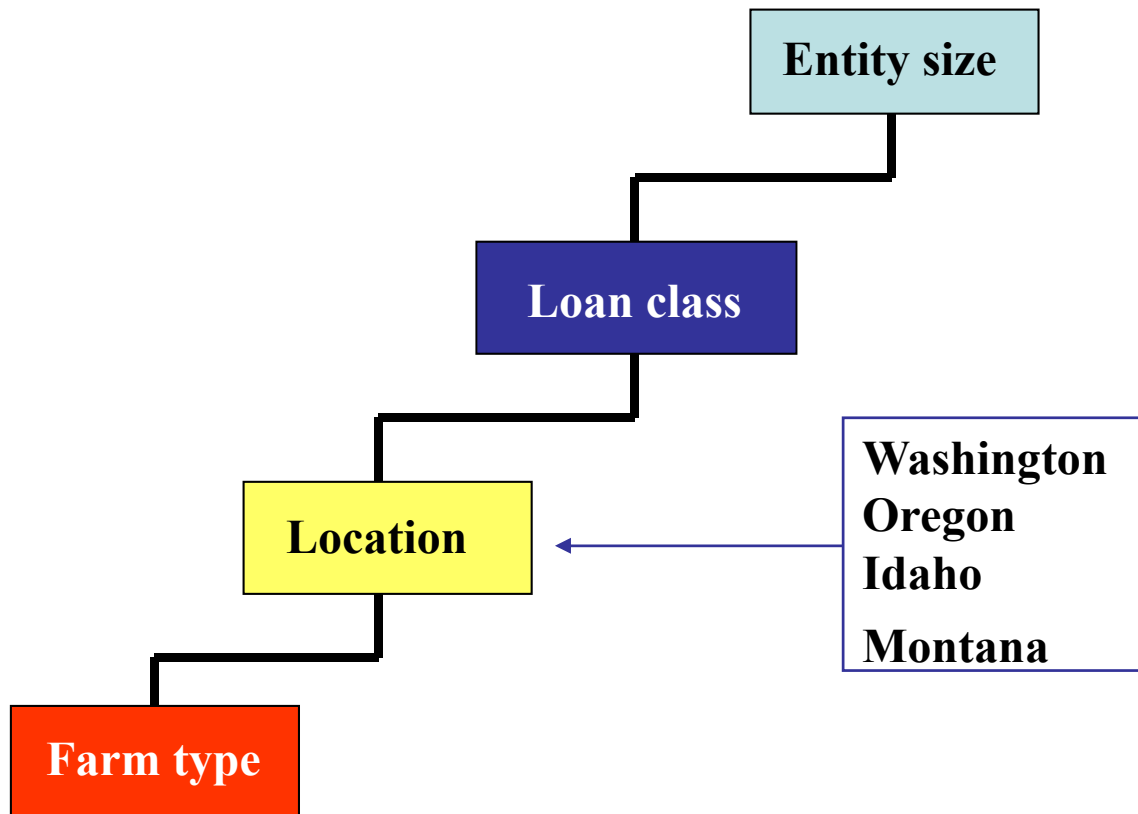 Entity size
Loan class
Location
Washington
Oregon
Idaho
Montana
Farm type